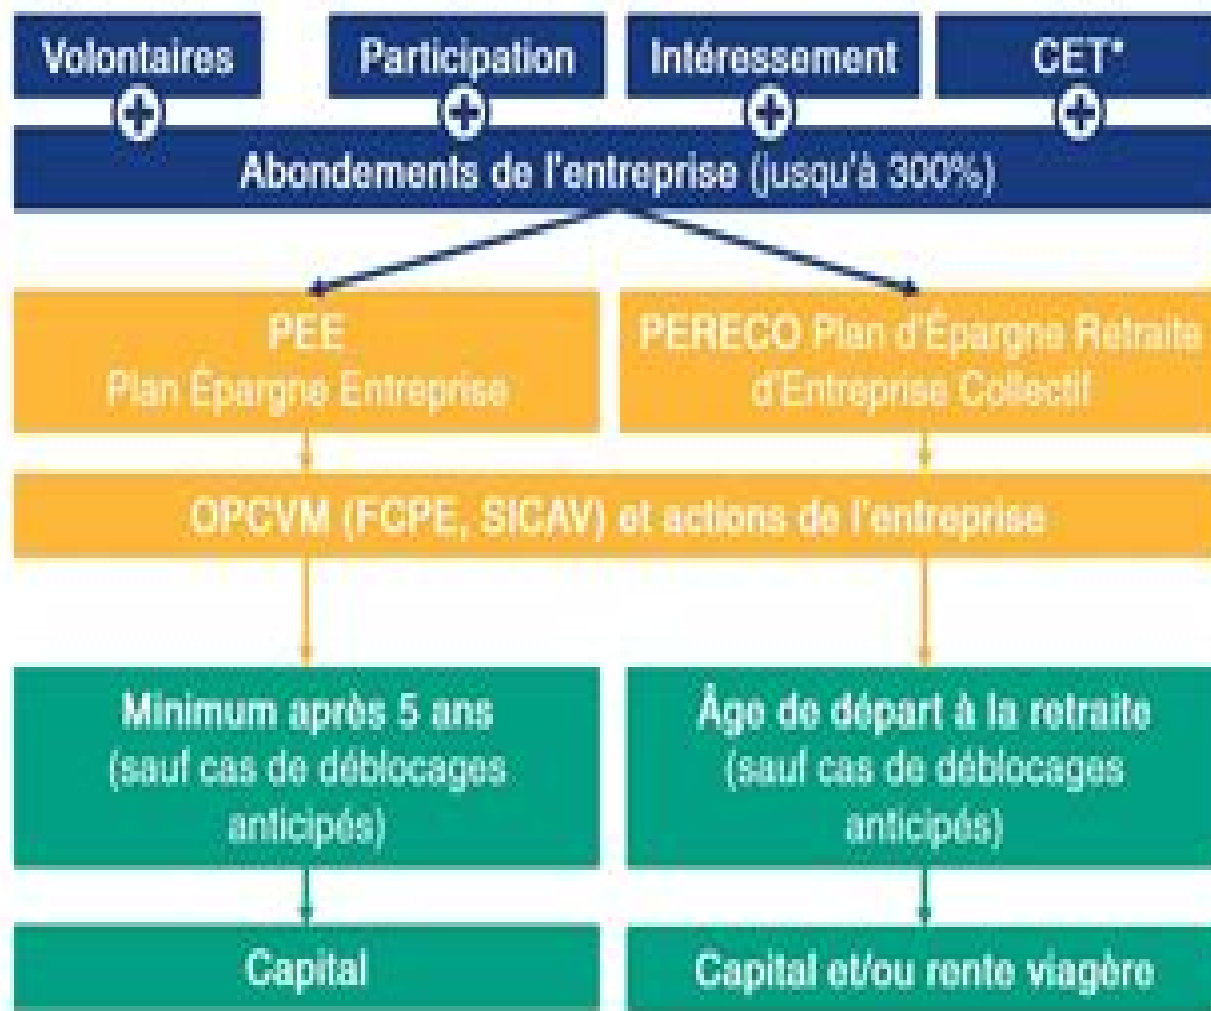 Volontaires
Participation
Intéressement
CET*
Abondements de l'entreprise (jusqu'à 300%)
PEE
Plan Épargne Entreprise
PERECO Plan d'Épargne Retraite
d'Entreprise Collectif
OPCVM (FCPE, SICAV) et actions de l'entreprise
Minimum après 5 ans
(sauf cas de déblocages
anticipés)
Âge de départ à la retraite
(sauf cas de déblocages
anticipés)
Capital
Capital et/ou rente viagère